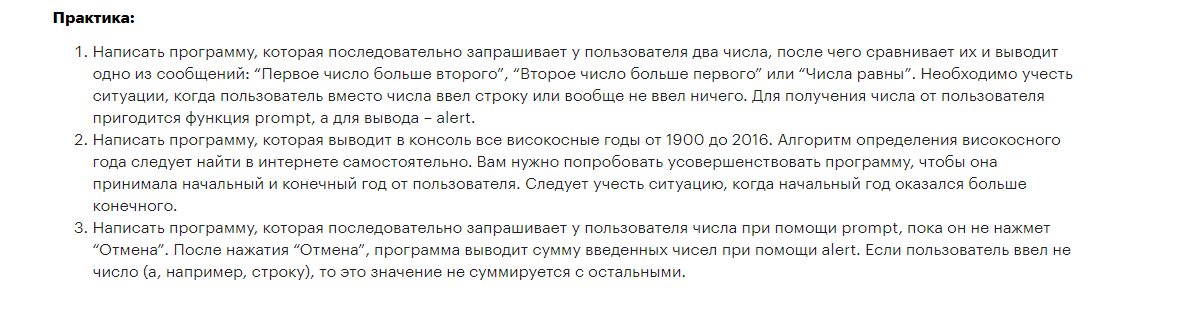 Практика:
1. Написать программу, которая последовательно запрашивает у пользователя два числа, после чего сравнивает их и выводит
одно из сообщений: “Первое число больше второго”, “Второе число больше первого” или “Числа равны”. Необходимо учесть
ситуации, когда пользователь вместо числа ввел строку или вообще не ввел ничего. Для получения числа от пользователя
пригодится функция prompt, а для вывода – alert.
2. Написать программу, которая выводит в консоль все високосные годы от 1900 до 2016. Алгоритм определения високосного
года следует найти в интернете самостоятельно. Вам нужно попробовать усовершенствовать программу, чтобы она
принимала начальный и конечный год от пользователя. Следует учесть ситуацию, когда начальный год оказался больше
конечного.
3. Написать программу, которая последовательно запрашивает у пользователя числа при помощи prompt, пока он не нажмет
“Отмена”. После нажатия “Отмена”, программа выводит сумму введенных чисел при помощи alert. Если пользователь ввел не
число (а, например, строку), то это значение не суммируется с остальными.